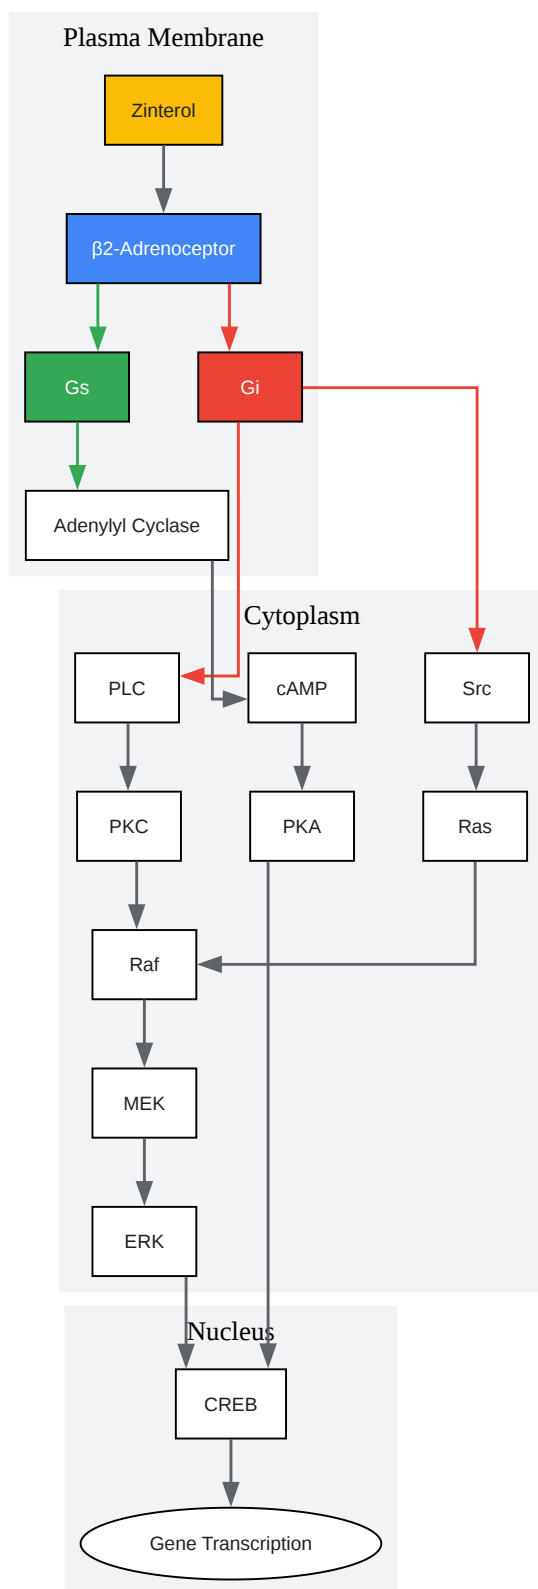 Plasma Membrane
Zinterol
β2-Adrenoceptor
Gs
Gi
Adenylyl Cyclase
Cytoplasm
PLC
cAMP
Src
PKC
PKA
Ras
Raf
MEK
ERK
Nucleus
CREB
Gene Transcription